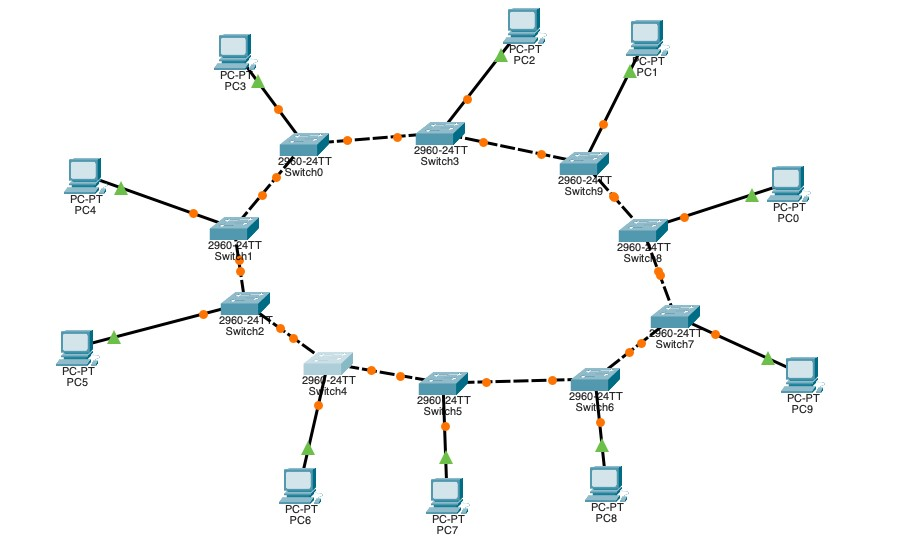 PC-PT
PC2
PC-PT
PC1
PC-PT
PC3
2960-24TT
Switch3
2960-24TT
Switch0
2960-24TT
Switch9
PC-PT
PC4
PC-PT
PC0
2960-24TT
Switch1
2960-24TT
Switch8
2960-24TT
Switch2
2960-24TT
Switch7
PC-PT
PC5
2960-24TT
Switch4
2960-24TT
Switch5
2960-24TT
Switch6
PC-PT
PC9
PC-PT
PC6
PC-PT
PC7
PC-PT
PC8